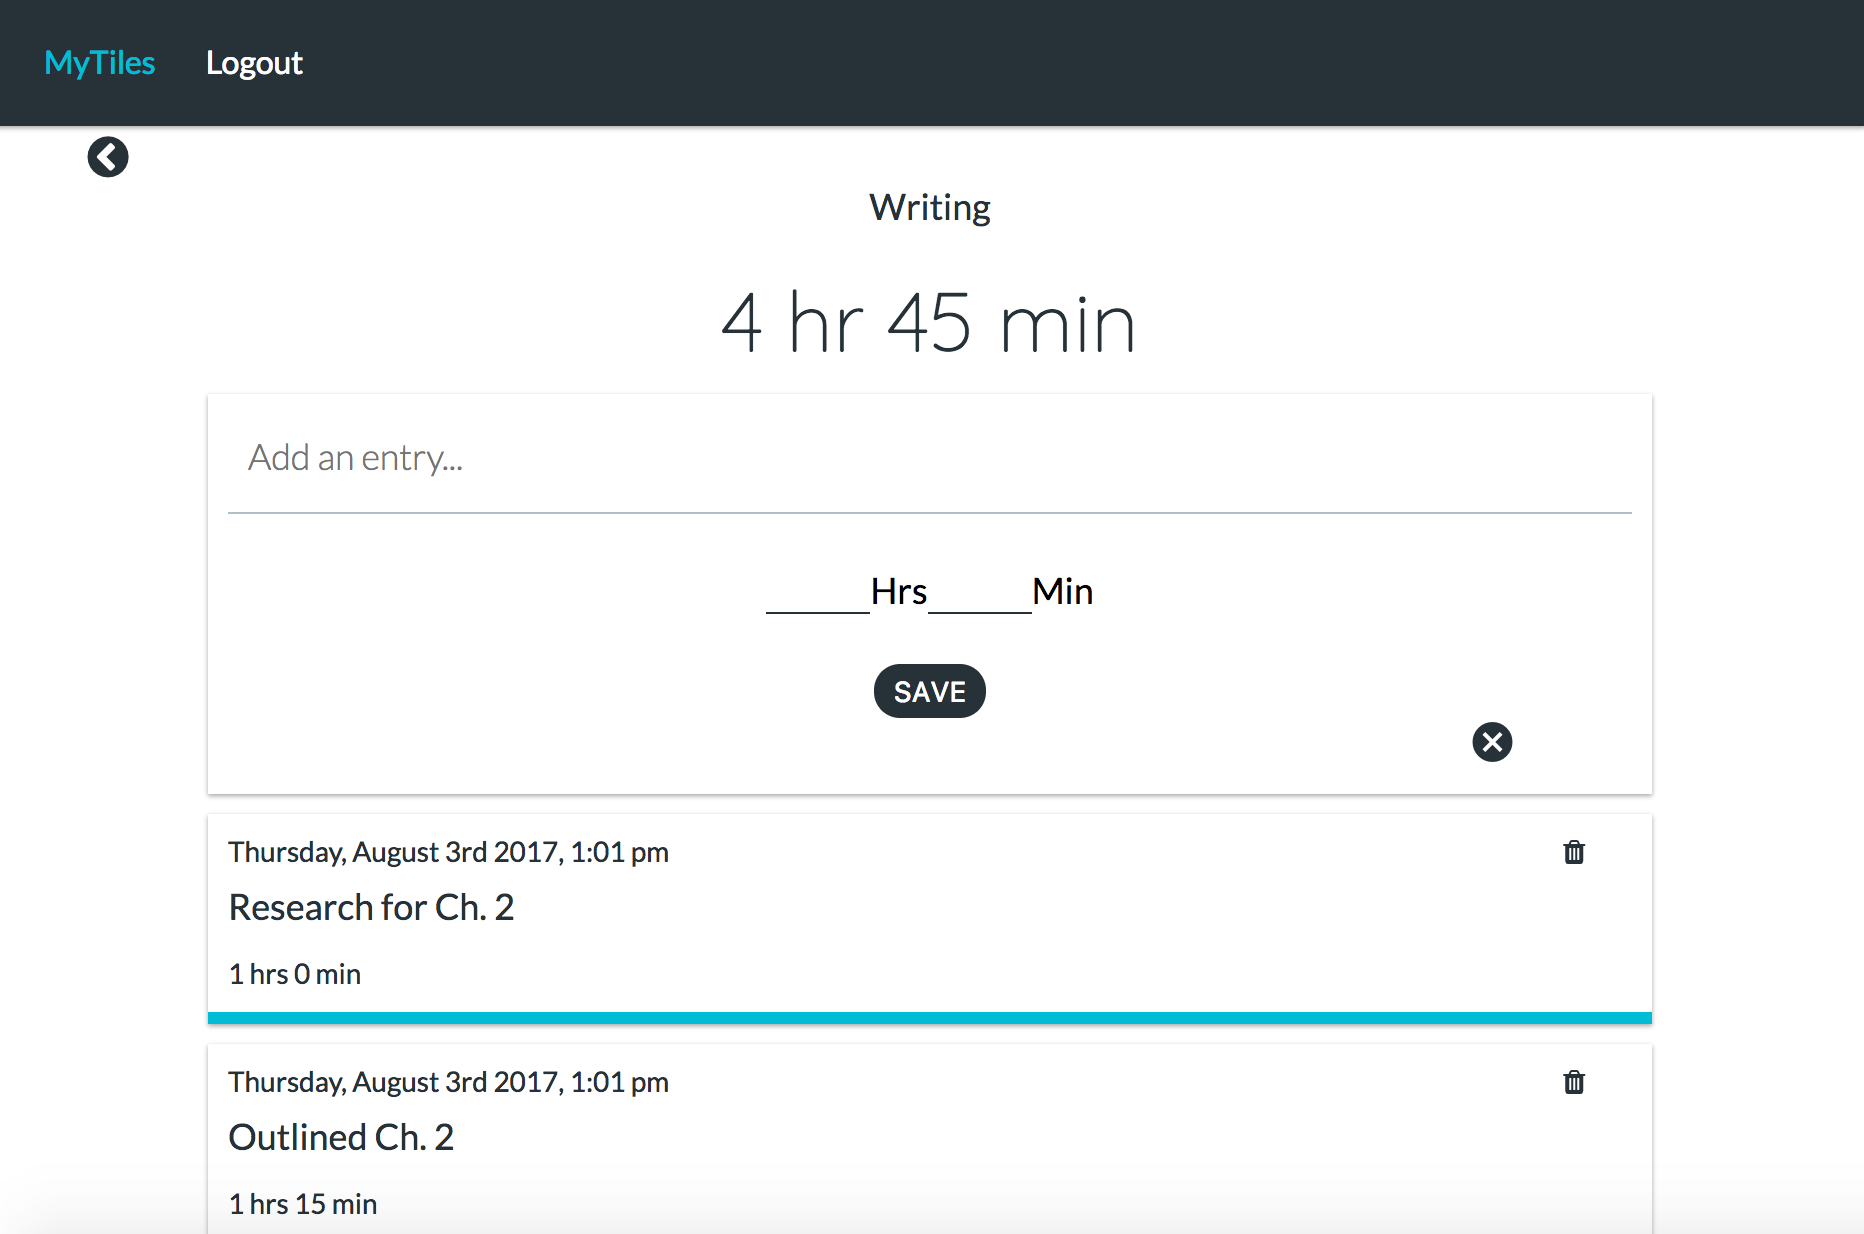 MyTiles Logout
Writing
4 hr 45 min
Add an entry...
Hrs Min
SAVE
Thursday, August 3rd 2017, 1:01 pm
Research for Ch. 2
1 hrs 0 min
Thursday, August 3rd 2017, 1:01 pm
Outlined Ch. 2
1 hrs 15 min